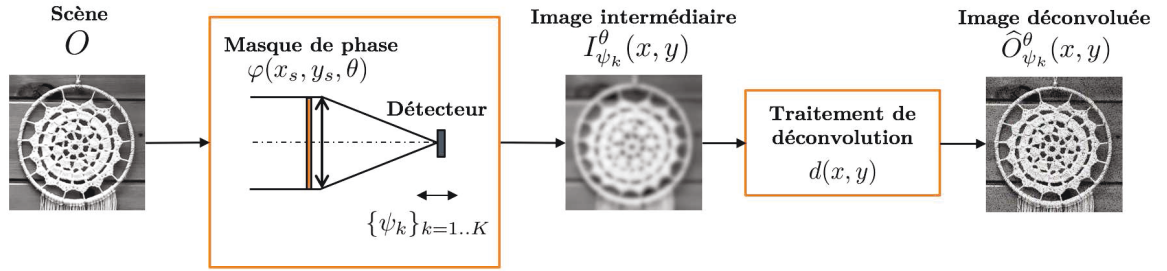 Scène
O
Masque de phase
φ(x_s, y_s, θ)
Détecteur
{ψ_k}_{k=1..K}
Image intermédiaire
I^θ_{ψ_k}(x, y)
Traitement de
déconvolution
d(x, y)
Image déconvoluée
Ô^θ_{ψ_k}(x, y)